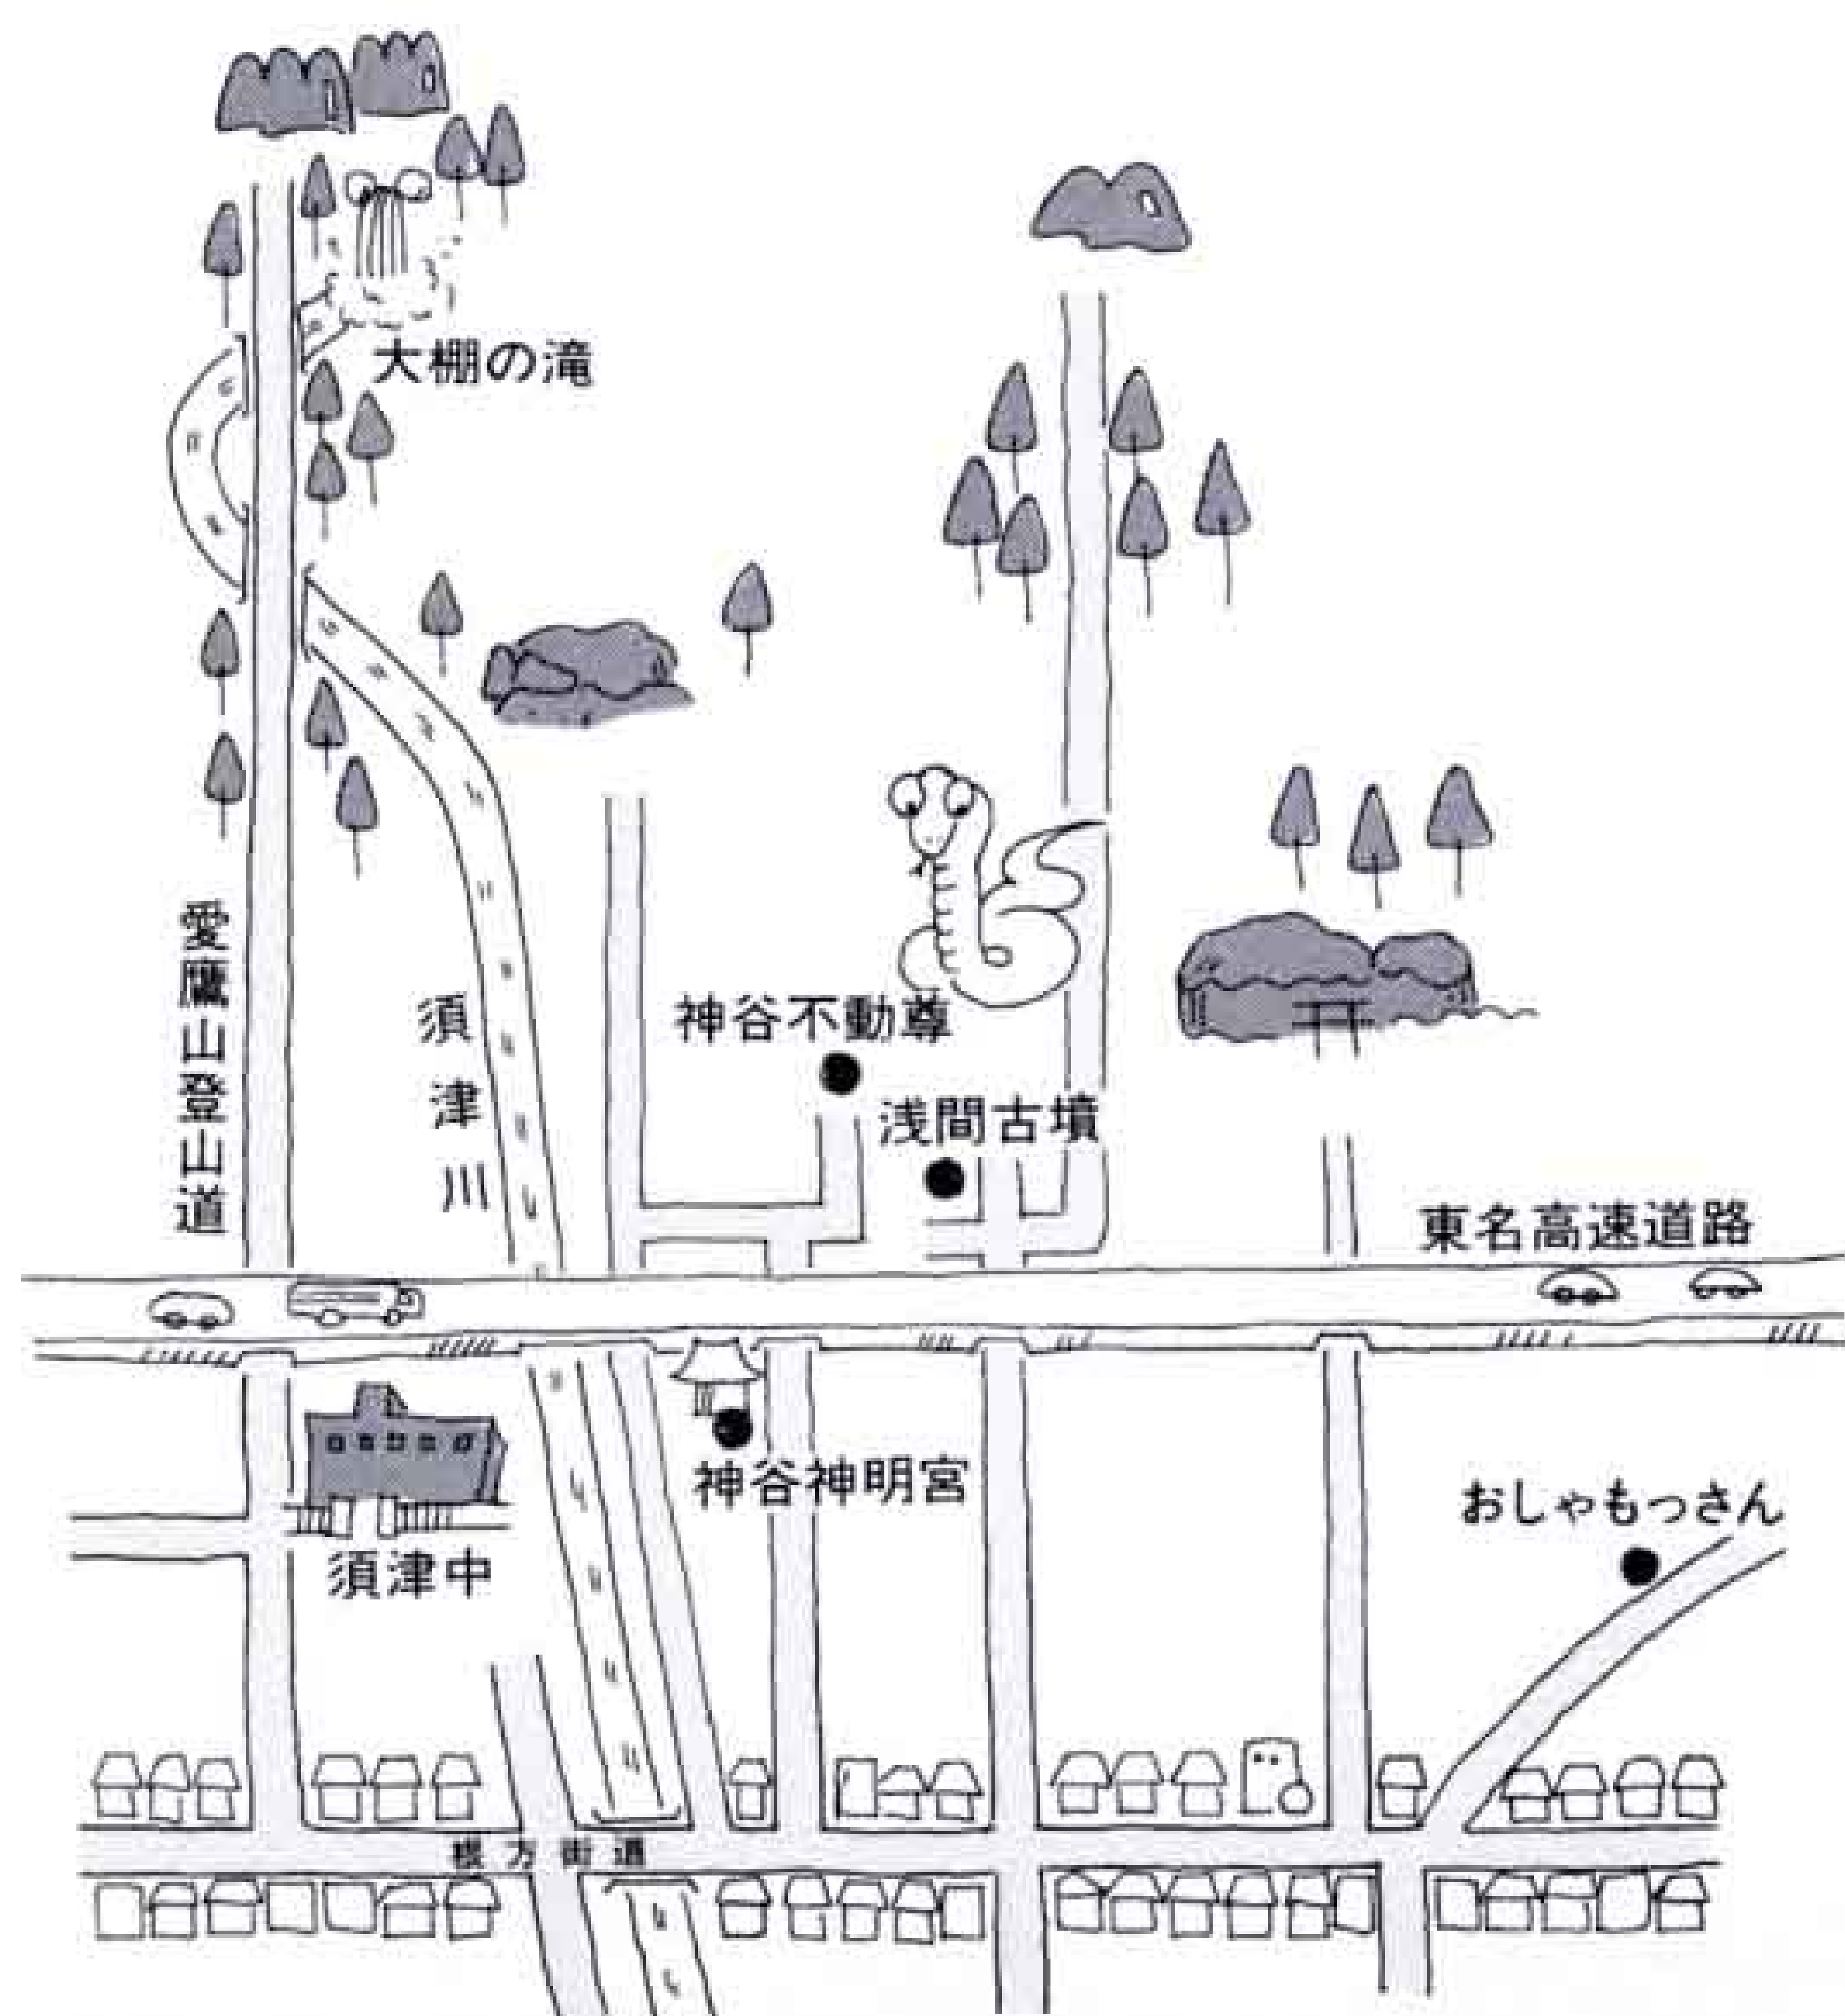 大棚の滝
愛鷹山登山道
須津川
神谷不動尊
浅間古墳
東名高速道路
神谷神明宮
須津中
おしゃもっさん
根方街道